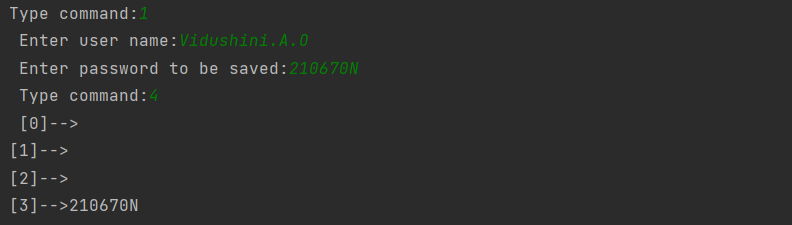 Type command:1
Enter user name:Vidushini.A.O
Enter password to be saved:210670N
Type command:4
[0]-->
[1]-->
[2]-->
[3]-->210670N